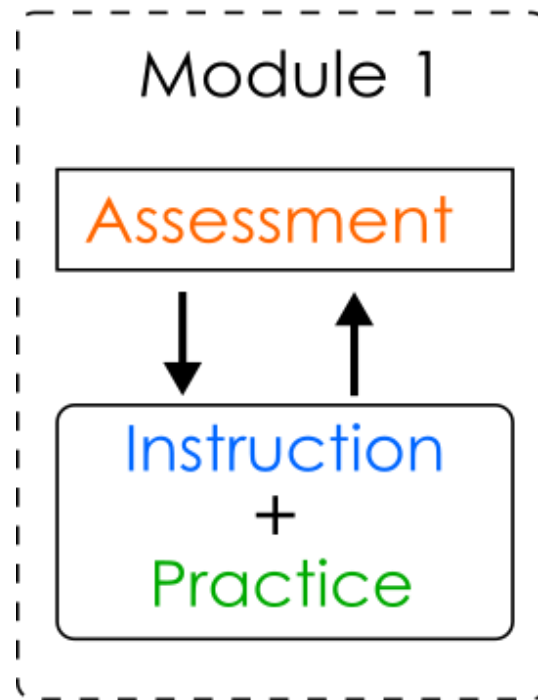 Module 1
Assessment
Instruction
+
Practice